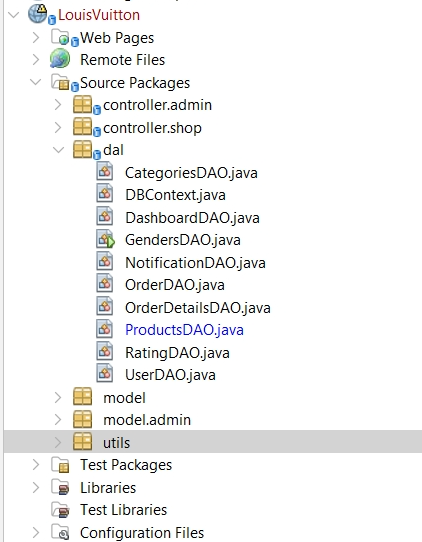 LouisVuitton
Web Pages
Remote Files
Source Packages
controller.admin
controller.shop
dal
CategoriesDAO.java
DBContext.java
DashboardDAO.java
GendersDAO.java
NotificationDAO.java
OrderDAO.java
OrderDetailsDAO.java
ProductsDAO.java
RatingDAO.java
UserDAO.java
model
model.admin
utils
Test Packages
Libraries
Test Libraries
Configuration Files